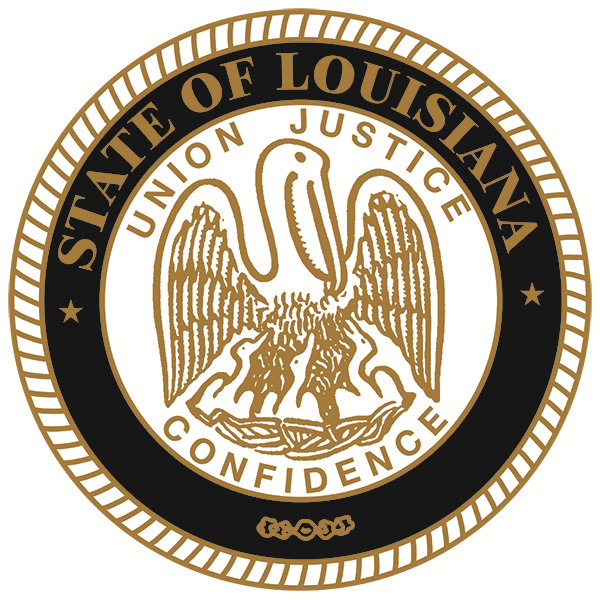 STATE OF LOUISIANA
UNION JUSTICE
CONFIDENCE